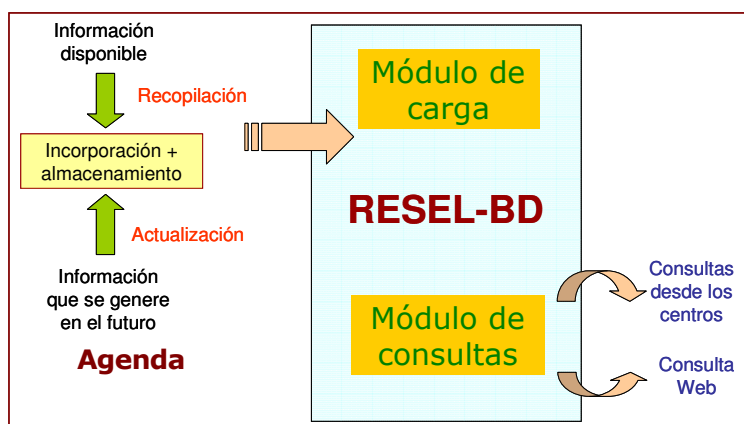 Información
disponible
Recopilación
Incorporación +
almacenamiento
Actualización
Información
que se genere
en el futuro
Agenda
Módulo de
carga
RESEL-BD
Módulo de
consultas
Consultas
desde los
centros
Consulta
Web